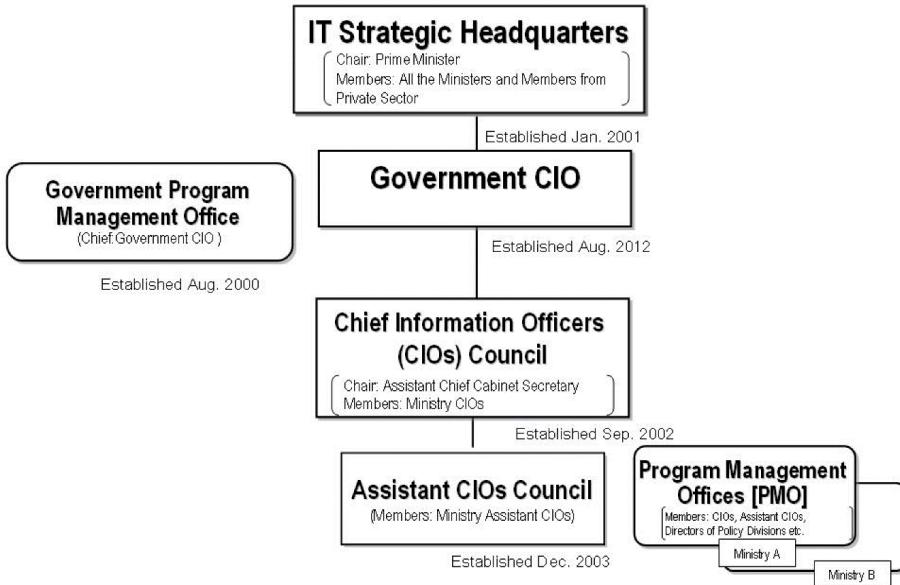 IT Strategic Headquarters
Chair: Prime Minister
Members: All the Ministers and Members from
Private Sector
Established Jan. 2001
Government Program
Management Office
(Chief:Government CIO )
Established Aug. 2000
Government CIO
Established Aug. 2012
Chief Information Officers
(CIOs) Council
Chair: Assistant Chief Cabinet Secretary
Members: Ministry CIOs
Established Sep. 2002
Assistant CIOs Council
(Members: Ministry Assistant CIOs)
Established Dec. 2003
Program Management
Offices [PMO]
Members: CIOs, Assistant CIOs,
Directors of Policy Divisions etc.
Ministry A
Ministry B